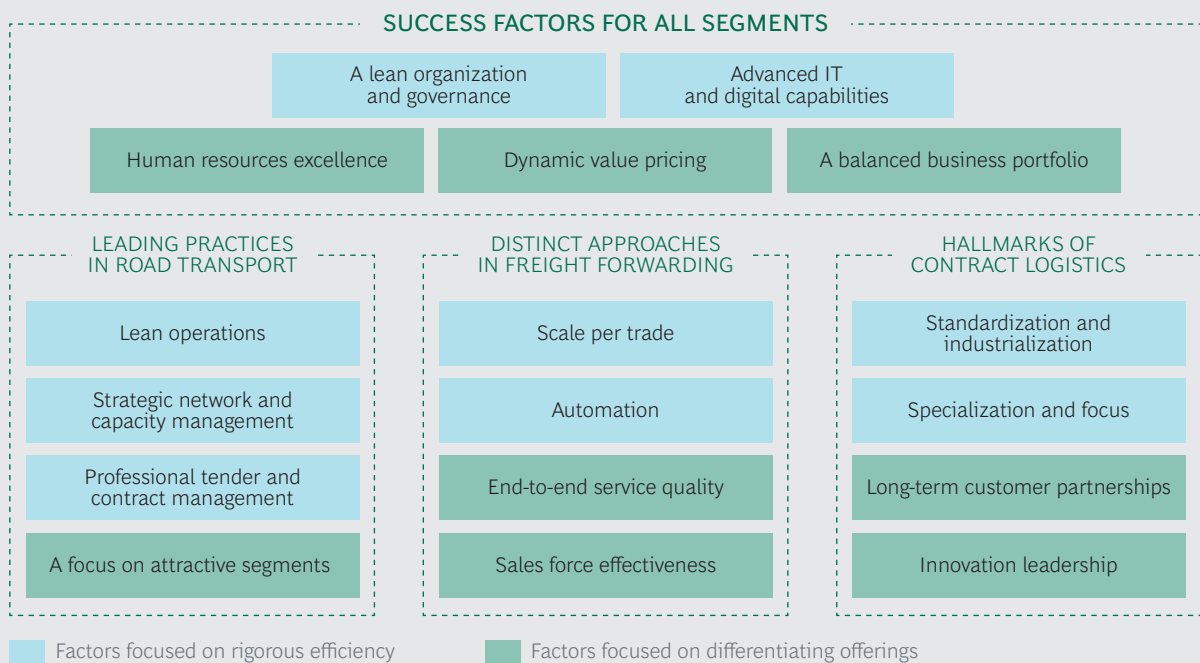 SUCCESS FACTORS FOR ALL SEGMENTS
A lean organization
and governance
Advanced IT
and digital capabilities
Human resources excellence
Dynamic value pricing
A balanced business portfolio
LEADING PRACTICES
IN ROAD TRANSPORT
Lean operations
Strategic network and
capacity management
Professional tender and
contract management
A focus on attractive segments
DISTINCT APPROACHES
IN FREIGHT FORWARDING
Scale per trade
Automation
End-to-end service quality
Sales force effectiveness
HALLMARKS OF
CONTRACT LOGISTICS
Standardization and
industrialization
Specialization and focus
Long-term customer partnerships
Innovation leadership
Factors focused on rigorous efficiency
Factors focused on differentiating offerings